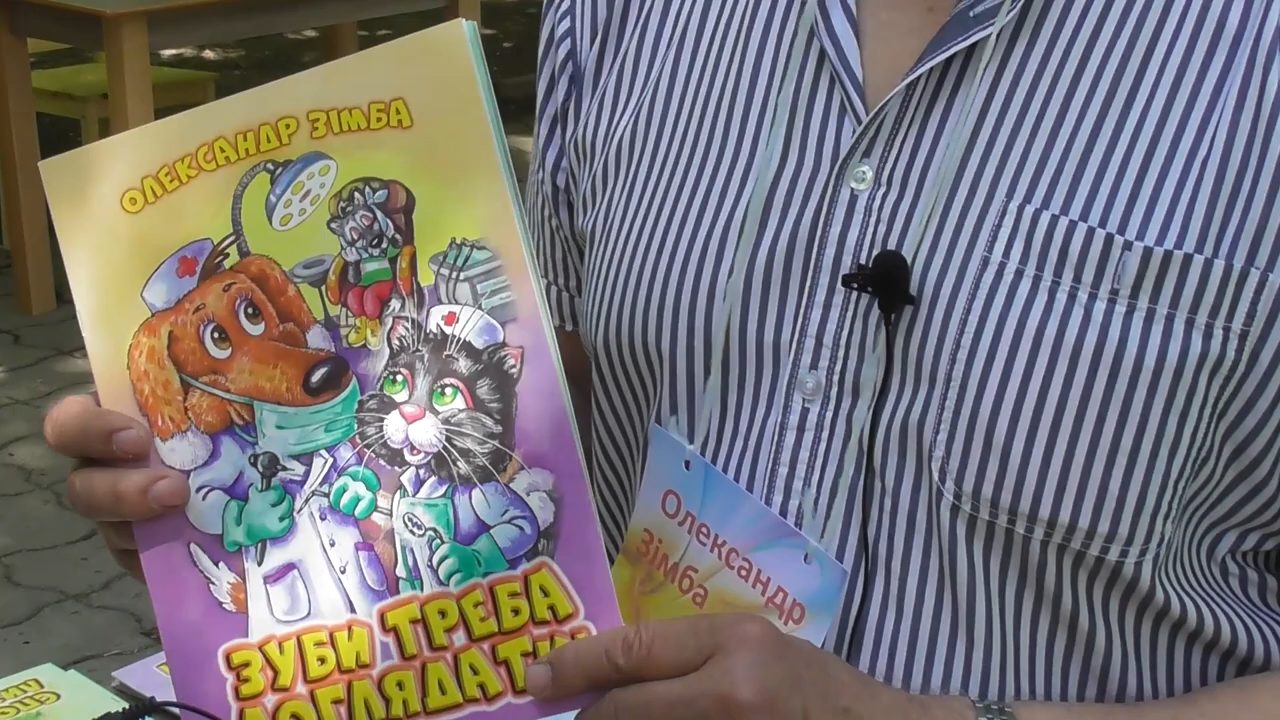 ОЛЕКСАНДР ЗІМБА
ЗУБИ ТРЕБА
ДОГЛЯДАТИ
Олександр
Зімба